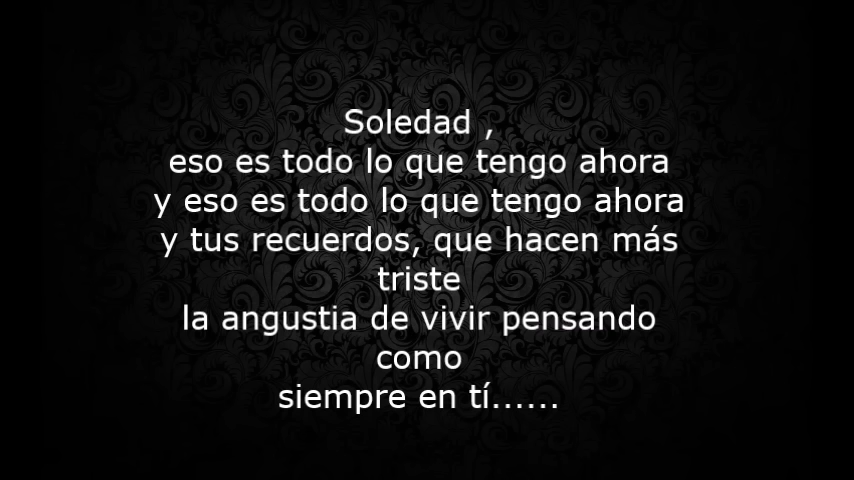 Soledad ,
eso es todo lo que tengo ahora
y eso es todo lo que tengo ahora
y tus recuerdos, que hacen más
triste
la angustia de vivir pensando
como
siempre en tí......